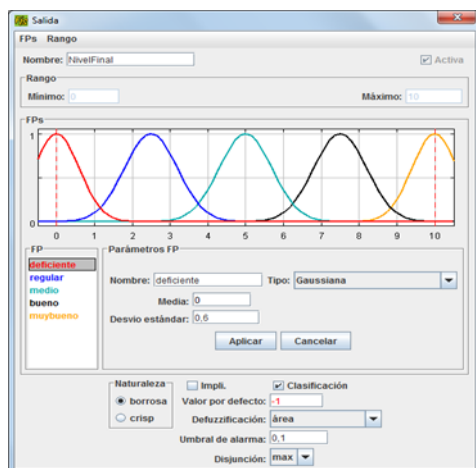 Salida
FPs Rango
Nombre: NivelFinal Activa
Rango
Mínimo: 0 Máximo: 10
FPs
1
0
0 1 2 3 4 5 6 7 8 9 10
FP
deficiente
regular
medio
bueno
muybueno
Parámetros FP
Nombre: deficiente Tipo: Gaussiana
Media: 0
Desvio estándar: 0,6
Aplicar Cancelar
Naturaleza
borrosa
crisp
Impli. Clasificación
Valor por defecto: -1
Defuzzificación: área
Umbral de alarma: 0,1
Disjunción: max